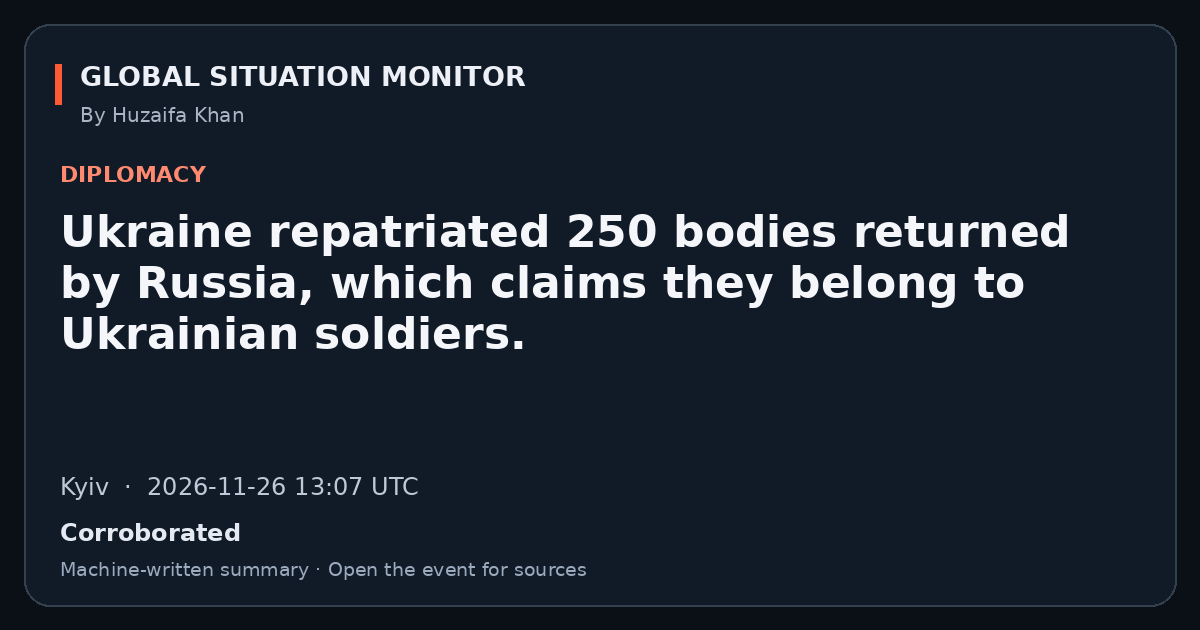 GLOBAL SITUATION MONITOR
By Huzaifa Khan
DIPLOMACY
Ukraine repatriated 250 bodies returned
by Russia, which claims they belong to
Ukrainian soldiers.
Kyiv · 2026-11-26 13:07 UTC
Corroborated
Machine-written summary · Open the event for sources